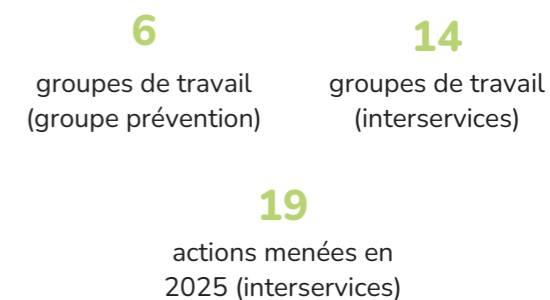 6
groupes de travail
(groupe prévention)
14
groupes de travail
(interservices)
19
actions menées en
2025 (interservices)